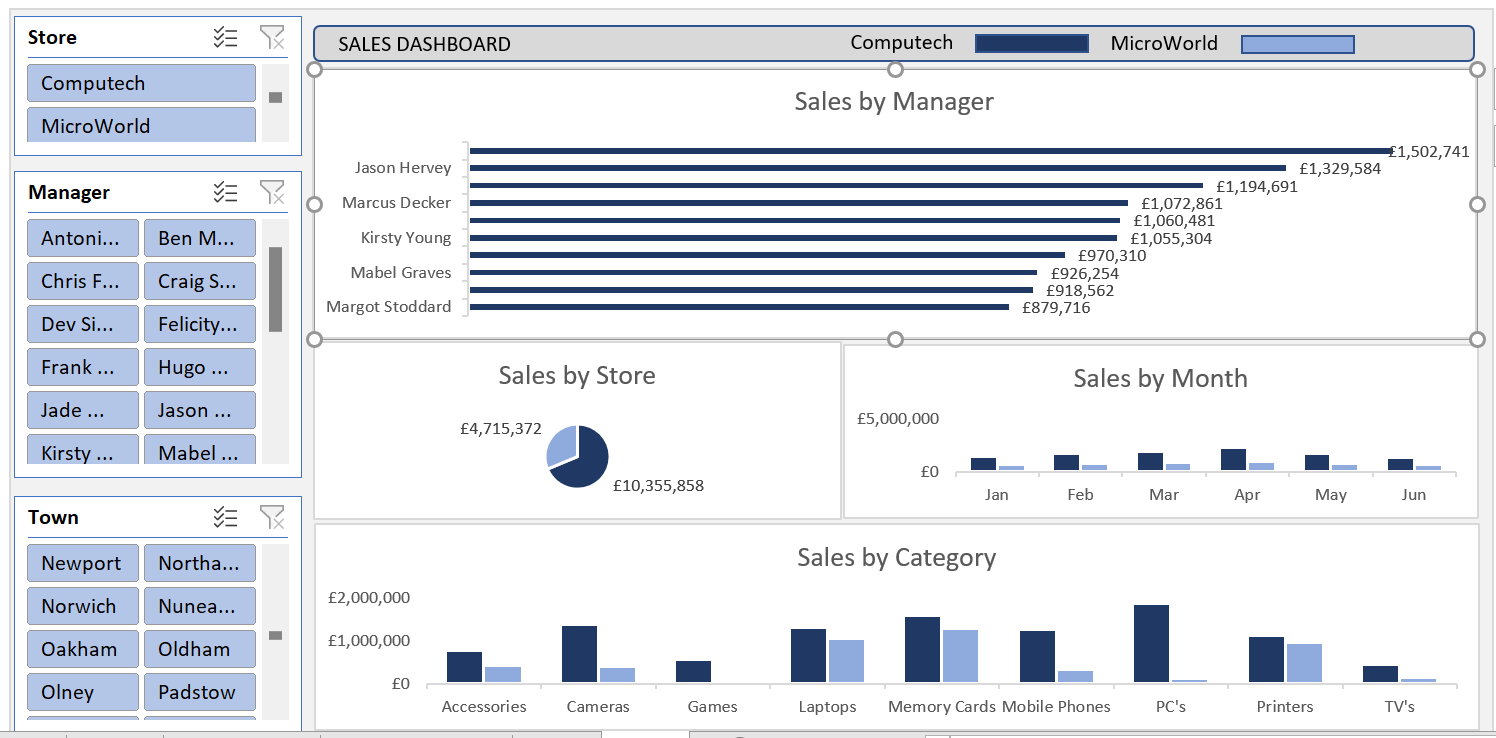 Store
Computech
MicroWorld
Manager
Antoni... Ben M...
Chris F... Craig S...
Dev Si... Felicity...
Frank ... Hugo ...
Jade ... Jason ...
Kirsty ... Mabel ...
Town
Newport Northa...
Norwich Nunea...
Oakham Oldham
Olney Padstow
SALES DASHBOARD Computech MicroWorld
Sales by Manager
£1,502,741
Jason Hervey £1,329,584
£1,194,691
Marcus Decker £1,072,861
£1,060,481
Kirsty Young £1,055,304
£970,310
Mabel Graves £926,254
£918,562
Margot Stoddard £879,716
Sales by Store
£4,715,372
£10,355,858
Sales by Month
£5,000,000
£0
Jan Feb Mar Apr May Jun
Sales by Category
£2,000,000
£1,000,000
£0
Accessories Cameras Games Laptops Memory Cards Mobile Phones PC's Printers TV's